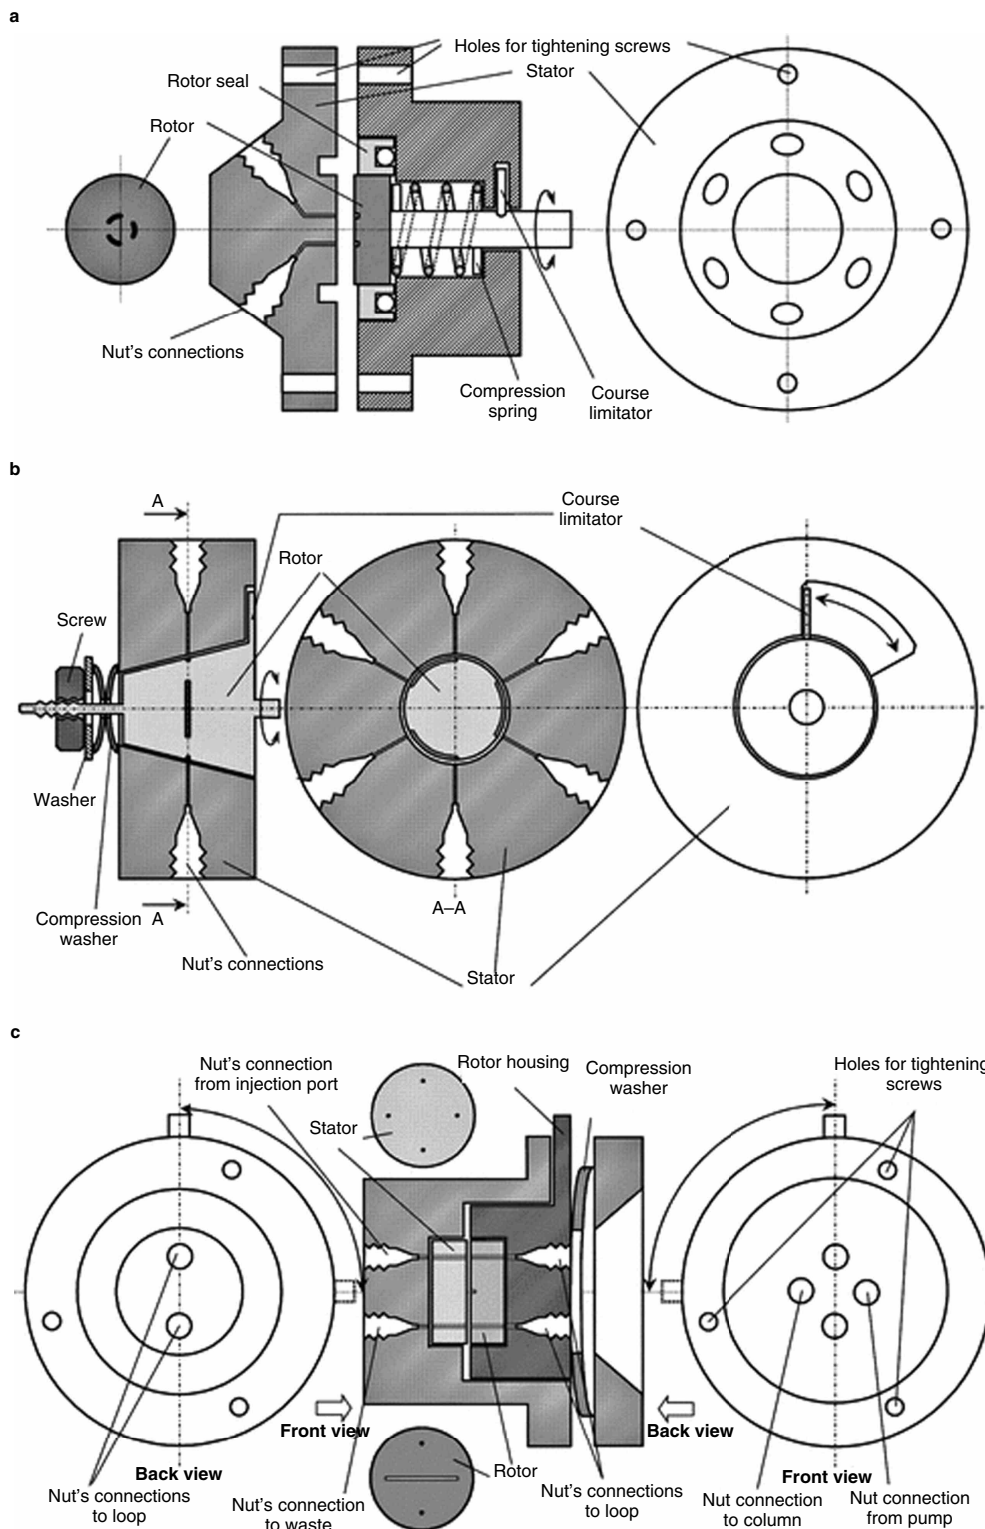 a
Holes for tightening screws
Stator
Rotor seal
Rotor
Nut's connections
Compression
spring
Course
limitator
b
A
Course
limitator
Rotor
Screw
Washer
Compression
washer
A
A–A
Nut's connections
Stator
c
Nut's connection
from injection port
Rotor housing
Compression
washer
Holes for tightening
screws
Stator
Front view
Back view
Back view
Rotor
Front view
Nut's connections
to loop
Nut's connection
to waste
Nut's connections
to loop
Nut connection
to column
Nut connection
from pump